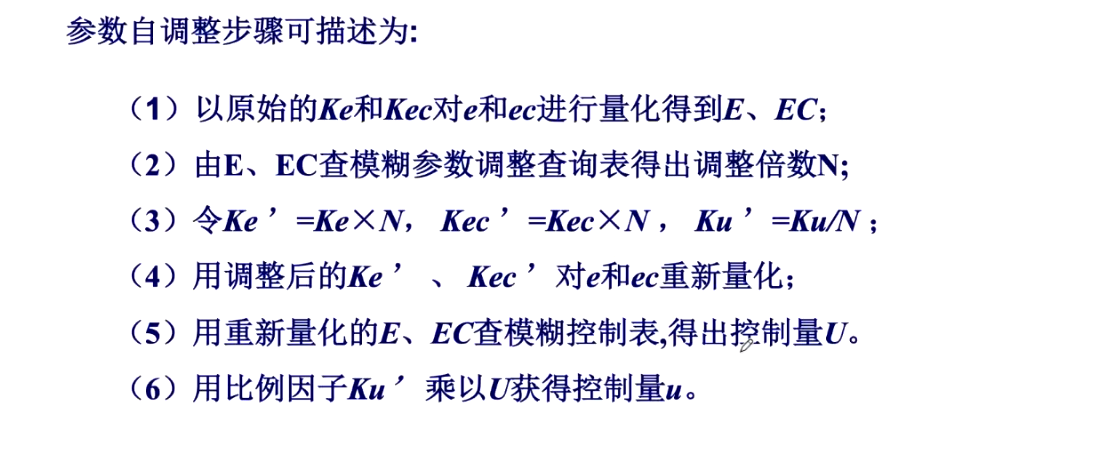 参数自调整步骤可描述为:
（1）以原始的Ke和Kec对e和ec进行量化得到E、EC；
（2）由E、EC查模糊参数调整查询表得出调整倍数N;
（3）令Ke’=Ke×N，Kec’=Kec×N，Ku’=Ku/N；
（4）用调整后的Ke’、Kec’对e和ec重新量化；
（5）用重新量化的E、EC查模糊控制表,得出控制量U。
（6）用比例因子Ku’乘以U获得控制量u。